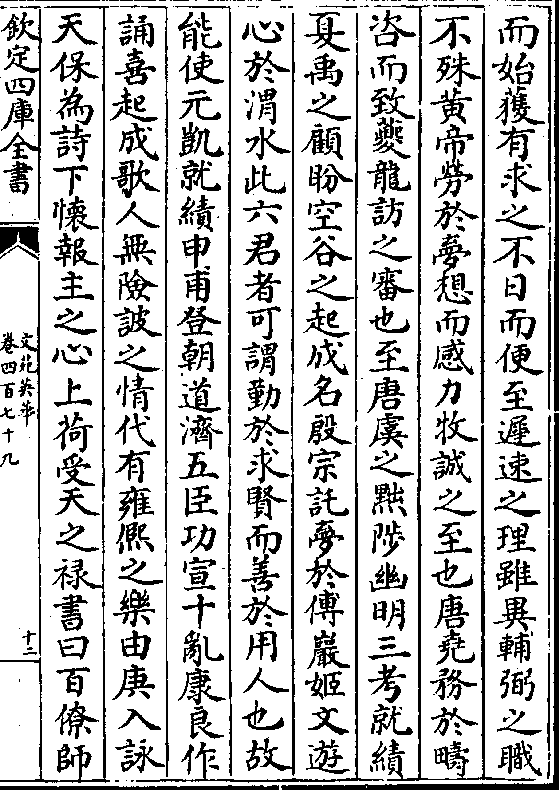 而始獲有求之不日而便至遲速之理雖異輔弼之職
不殊黄帝勞於夢想而感力牧誠之至也唐堯務於疇
咨而致夔龍訪之審也至唐虞之黜陟幽明三考就績
夏禹之顧盼空谷之起成名殷宗託夢於傅巖姬文遊
心於渭水此六君者可謂勤於求賢而善於用人也故
能使元凱就績申甫登朝道濟五臣功宣十亂康良作
誦喜起成歌人無險詖之情代有雍熙之樂由庚入詠
天保為詩下懷報主之心上荷受天之禄書曰百僚師
欽定四庫全書
文苑英華
卷四百七十九
十二